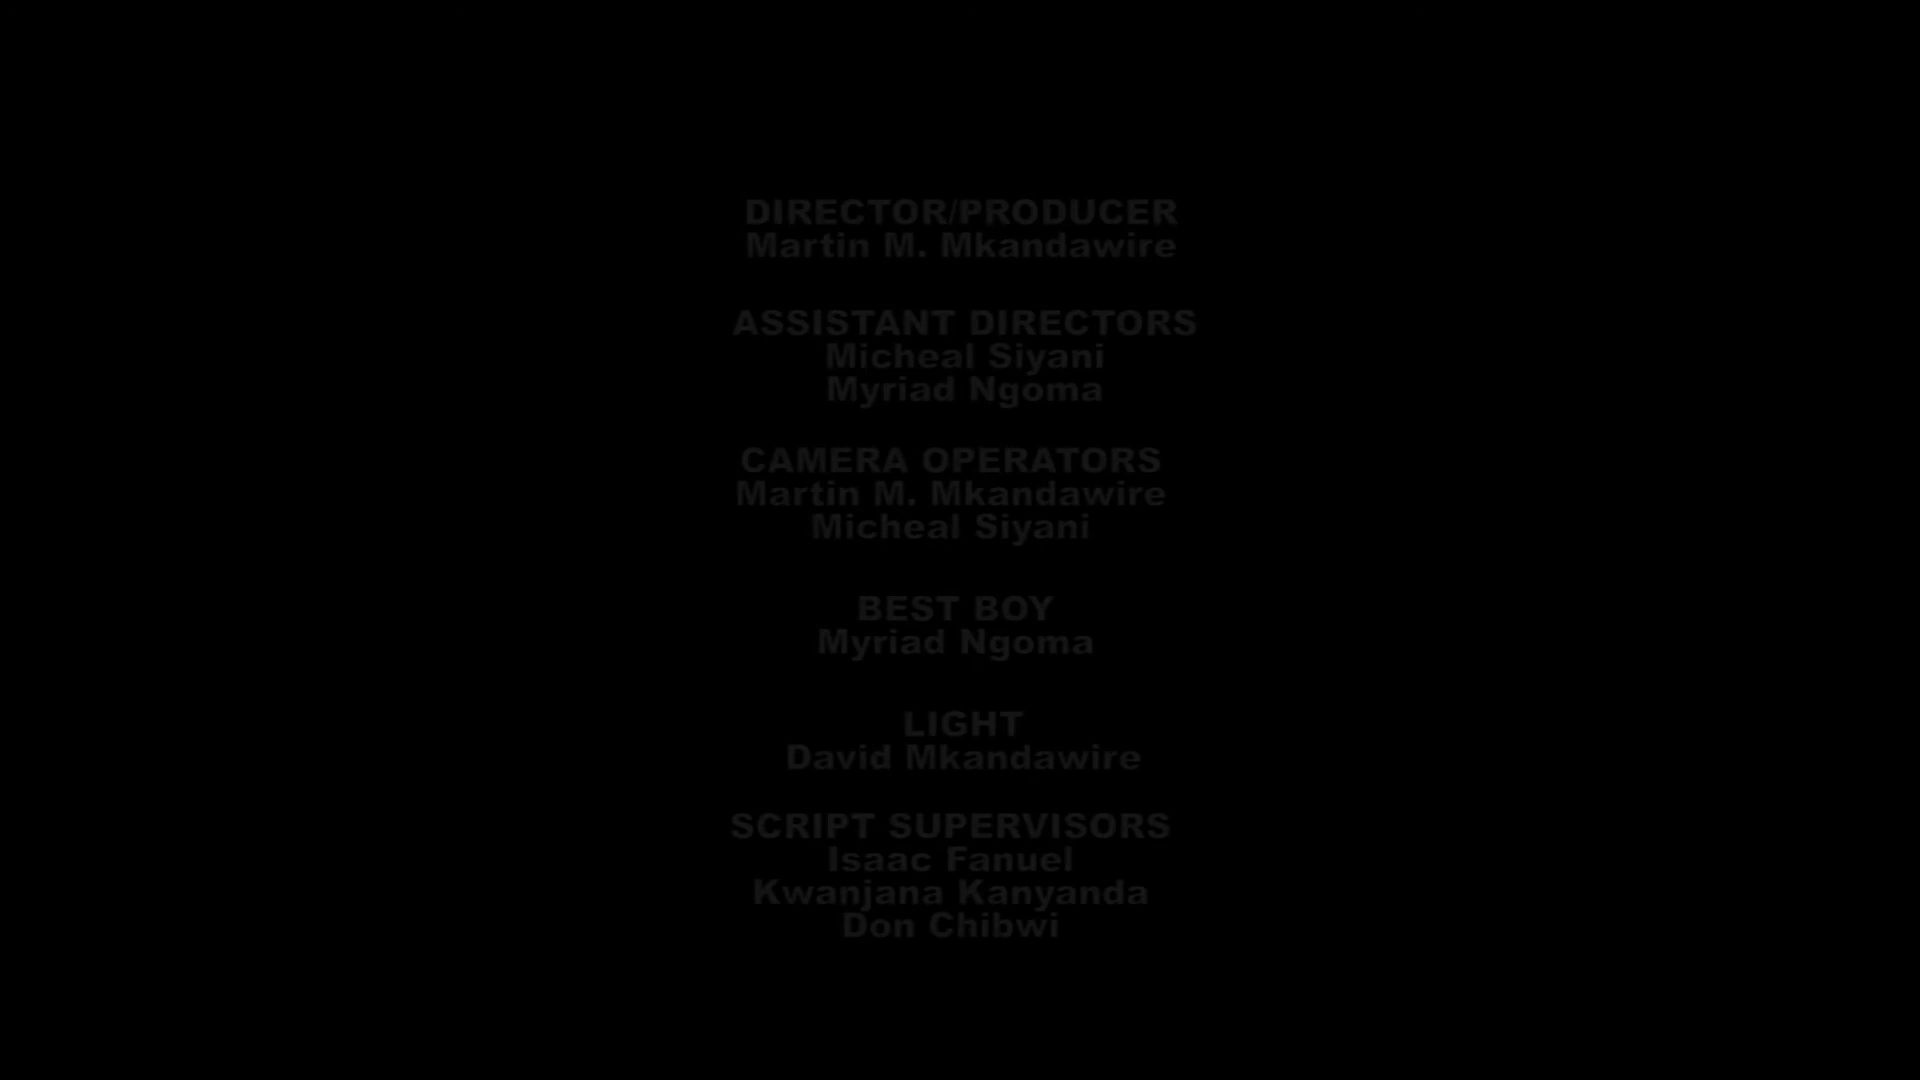 DIRECTOR/PRODUCER
Martin M. Mkandawire
ASSISTANT DIRECTORS
Micheal Siyani
Myriad Ngoma
CAMERA OPERATORS
Martin M. Mkandawire
Micheal Siyani
BEST BOY
Myriad Ngoma
LIGHT
David Mkandawire
SCRIPT SUPERVISORS
Isaac Fanuel
Kwanjana Kanyanda
Don Chibwi